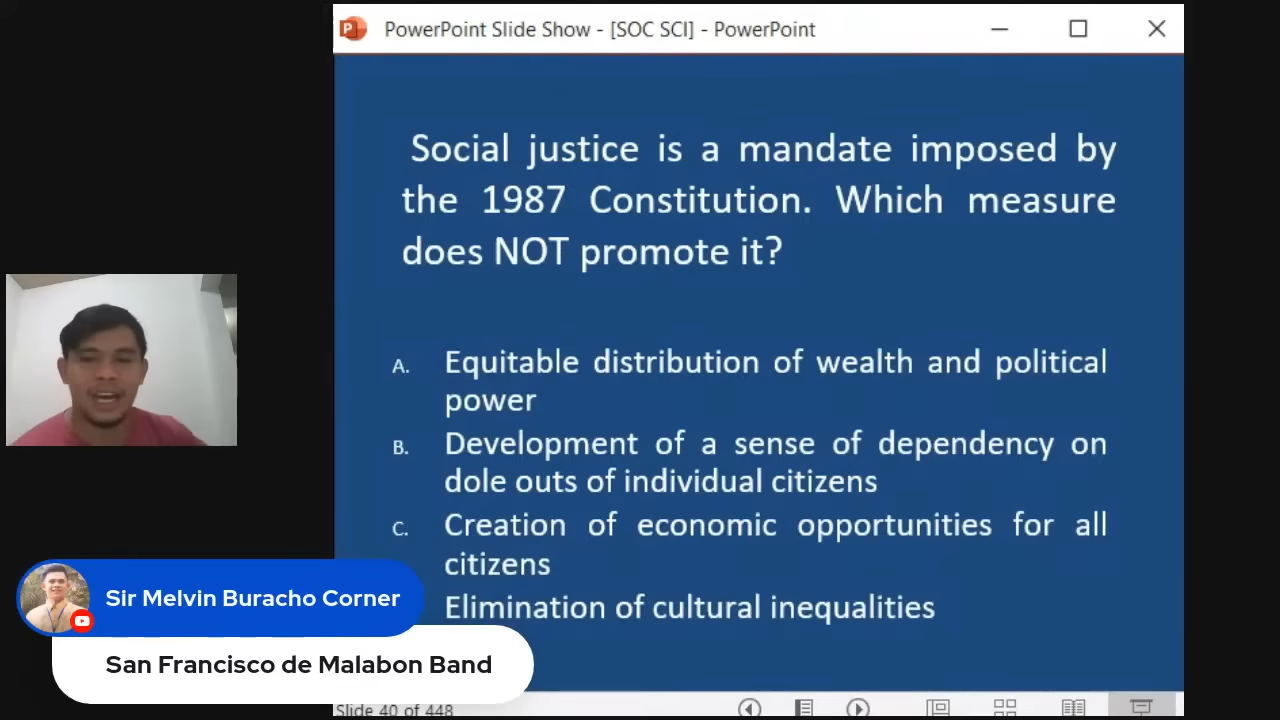 PowerPoint Slide Show - [SOC SCI] - PowerPoint
Social justice is a mandate imposed by
the 1987 Constitution. Which measure
does NOT promote it?
A. Equitable distribution of wealth and political
power
B. Development of a sense of dependency on
dole outs of individual citizens
C. Creation of economic opportunities for all
citizens
Elimination of cultural inequalities
Sir Melvin Buracho Corner
San Francisco de Malabon Band
Slide 40 of 448